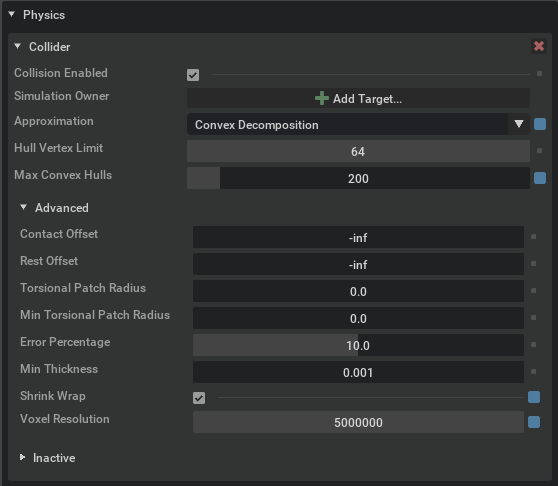 Physics
Collider
Collision Enabled
Simulation Owner Add Target...
Approximation Convex Decomposition
Hull Vertex Limit 64
Max Convex Hulls 200
Advanced
Contact Offset -inf
Rest Offset -inf
Torsional Patch Radius 0.0
Min Torsional Patch Radius 0.0
Error Percentage 10.0
Min Thickness 0.001
Shrink Wrap
Voxel Resolution 5000000
Inactive